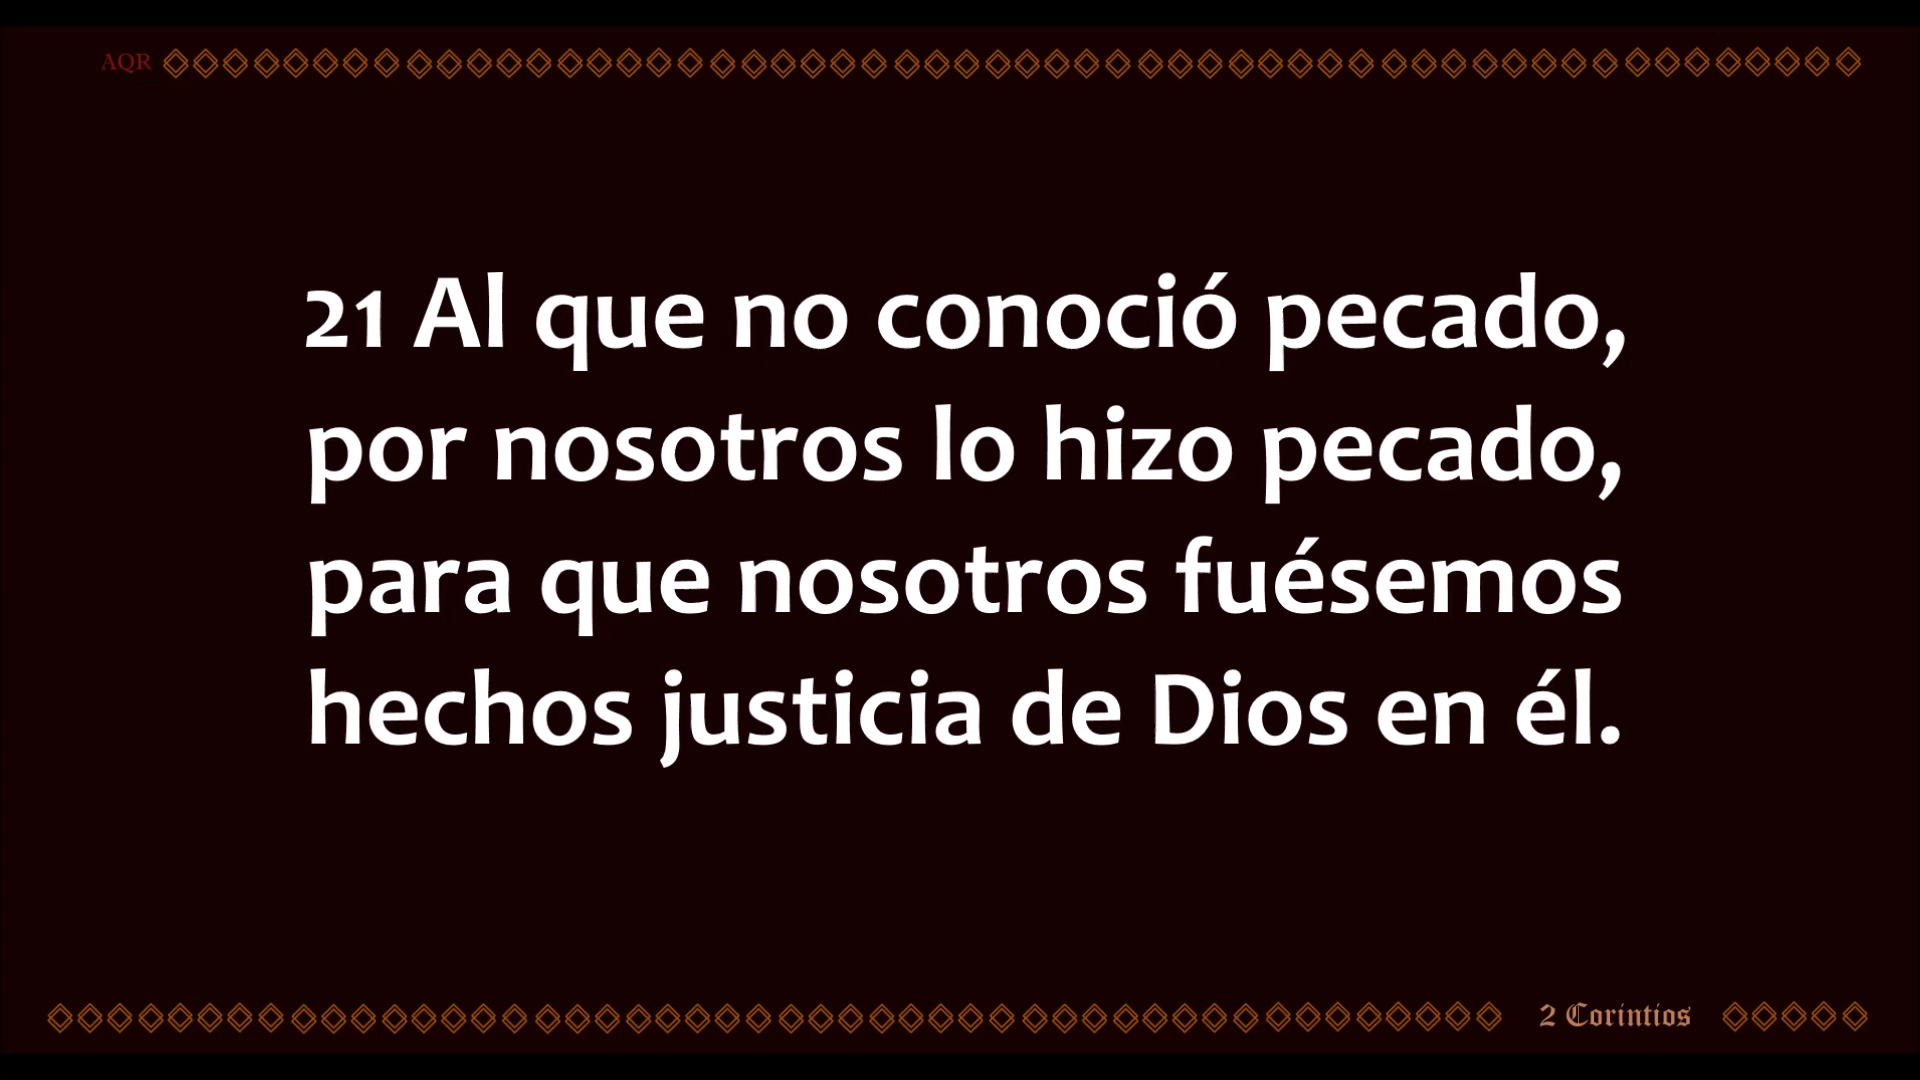 AQR
21 Al que no conoció pecado,
por nosotros lo hizo pecado,
para que nosotros fuésemos
hechos justicia de Dios en él.
2 Corintios